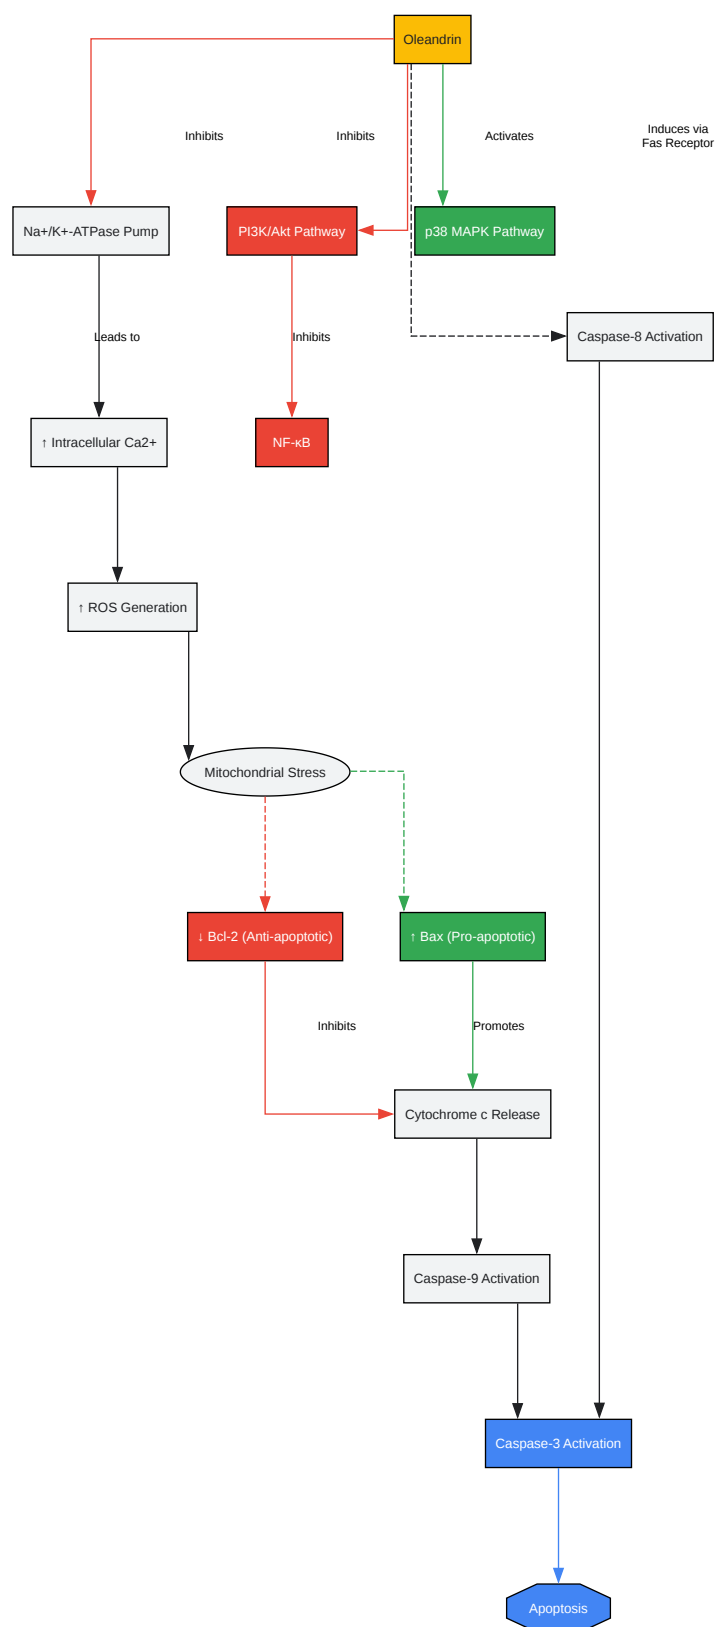 Oleandrin
Inhibits
Inhibits
Activates
Induces via
Fas Receptor
Na+/K+-ATPase Pump
PI3K/Akt Pathway
p38 MAPK Pathway
Leads to
Inhibits
Caspase-8 Activation
↑ Intracellular Ca2+
NF-κB
↑ ROS Generation
Mitochondrial Stress
↓ Bcl-2 (Anti-apoptotic)
↑ Bax (Pro-apoptotic)
Inhibits
Promotes
Cytochrome c Release
Caspase-9 Activation
Caspase-3 Activation
Apoptosis